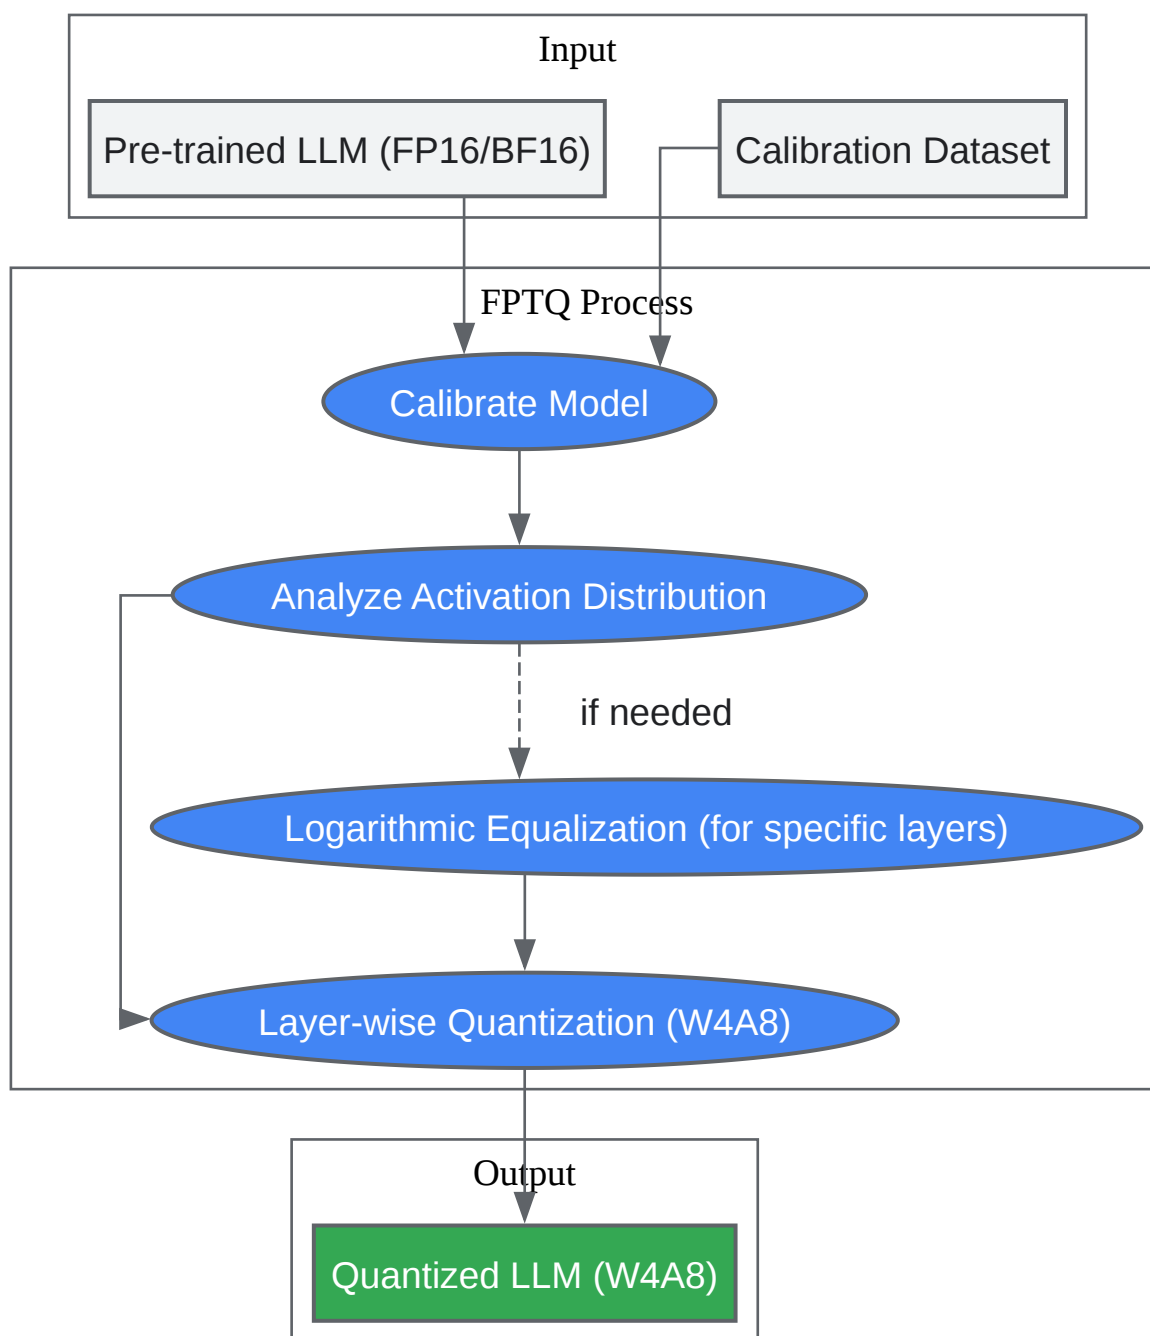 Input
Pre-trained LLM (FP16/BF16)
Calibration Dataset
FPTQ Process
Calibrate Model
Analyze Activation Distribution
if needed
Logarithmic Equalization (for specific layers)
Layer-wise Quantization (W4A8)
Output
Quantized LLM (W4A8)